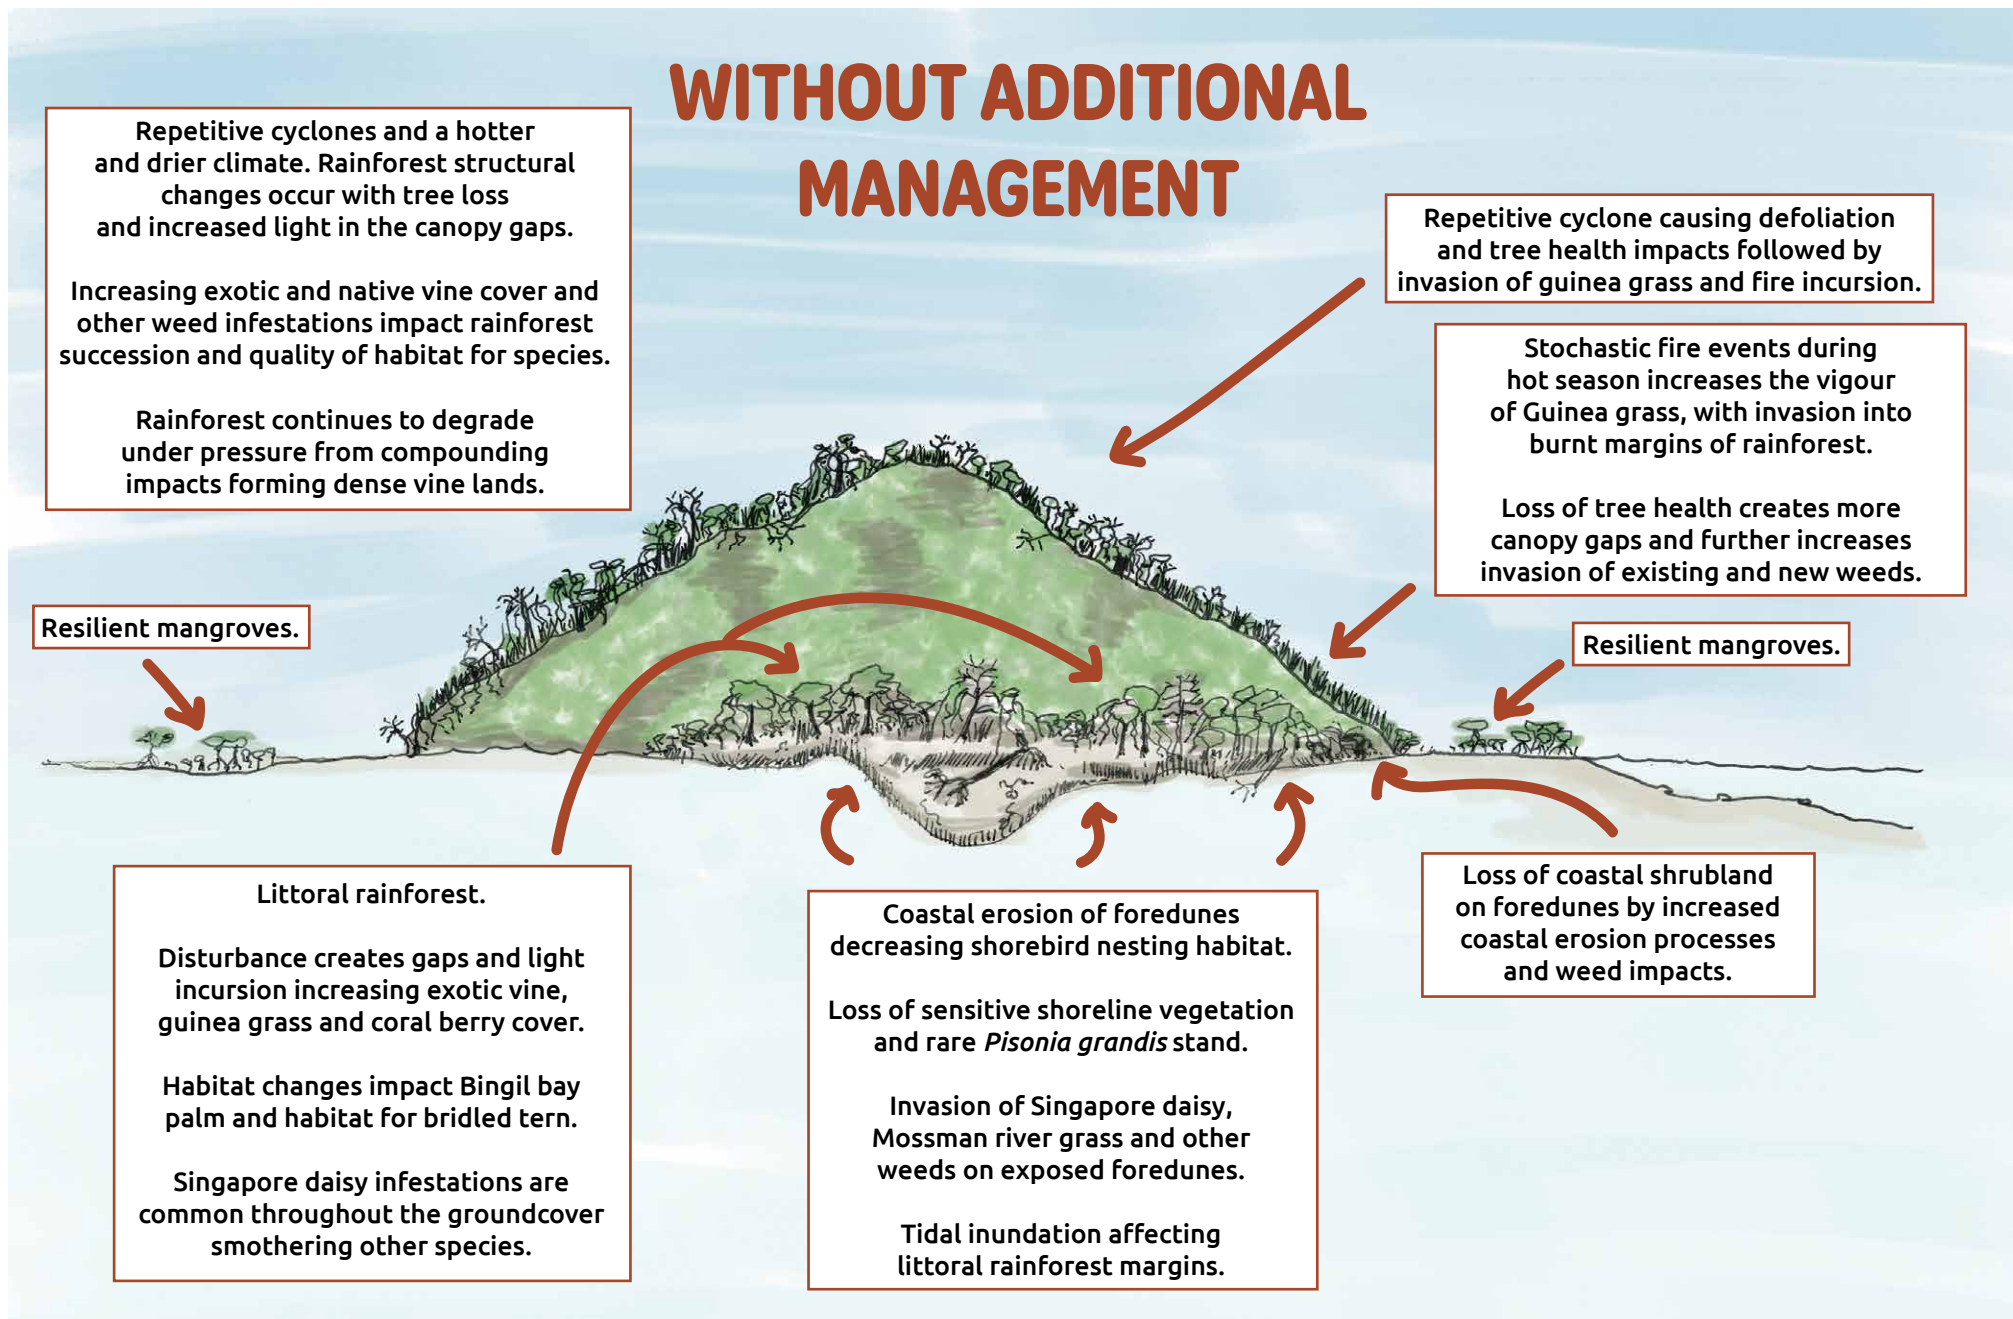 WITHOUT ADDITIONAL
MANAGEMENT
Repetitive cyclones and a hotter
and drier climate. Rainforest structural
changes occur with tree loss
and increased light in the canopy gaps.
Increasing exotic and native vine cover and
other weed infestations impact rainforest
succession and quality of habitat for species.
Rainforest continues to degrade
under pressure from compounding
impacts forming dense vine lands.
Repetitive cyclone causing defoliation
and tree health impacts followed by
invasion of guinea grass and fire incursion.
Stochastic fire events during
hot season increases the vigour
of Guinea grass, with invasion into
burnt margins of rainforest.
Loss of tree health creates more
canopy gaps and further increases
invasion of existing and new weeds.
Resilient mangroves.
Resilient mangroves.
Littoral rainforest.
Disturbance creates gaps and light
incursion increasing exotic vine,
guinea grass and coral berry cover.
Habitat changes impact Bingil bay
palm and habitat for bridled tern.
Singapore daisy infestations are
common throughout the groundcover
smothering other species.
Coastal erosion of foredunes
decreasing shorebird nesting habitat.
Loss of sensitive shoreline vegetation
and rare Pisonia grandis stand.
Invasion of Singapore daisy,
Mossman river grass and other
weeds on exposed foredunes.
Tidal inundation affecting
littoral rainforest margins.
Loss of coastal shrubland
on foredunes by increased
coastal erosion processes
and weed impacts.